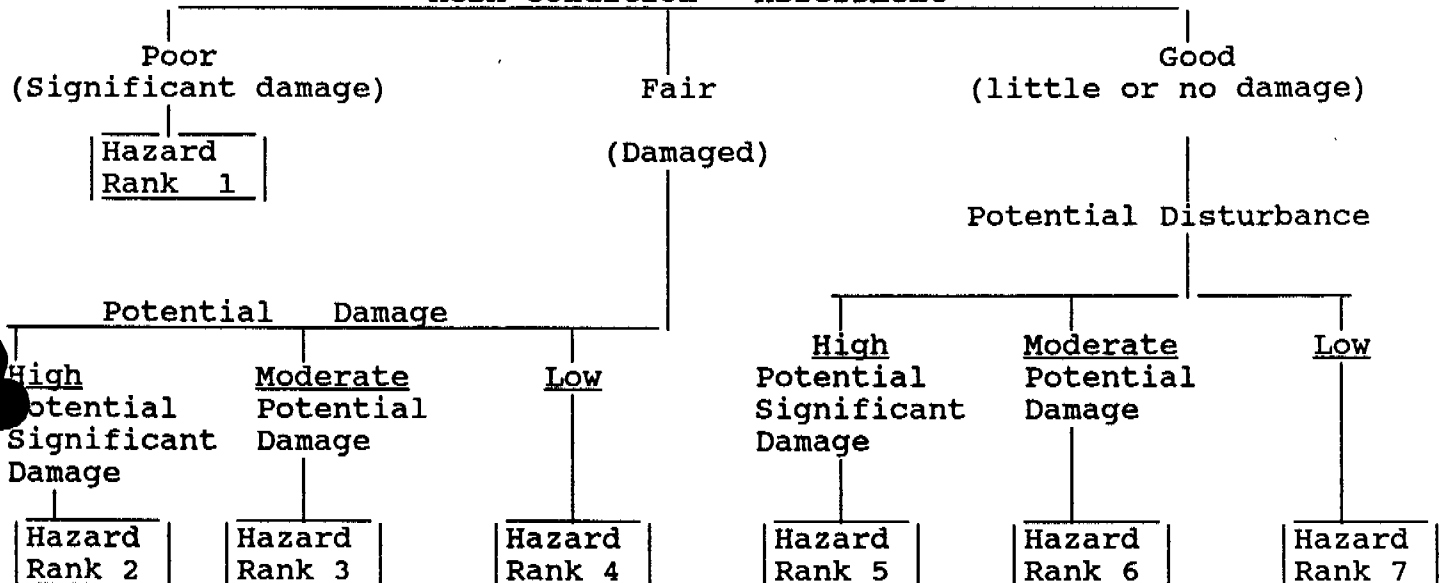 Poor
(Significant damage)
Hazard
Rank 1
Fair
(Damaged)
Good
(little or no damage)
Potential Disturbance
Potential Damage
High
Potential
Significant
Damage
Hazard
Rank 2
Moderate
Potential
Damage
Hazard
Rank 3
Low
Hazard
Rank 4
High
Potential
Significant
Damage
Hazard
Rank 5
Moderate
Potential
Damage
Hazard
Rank 6
Low
Hazard
Rank 7